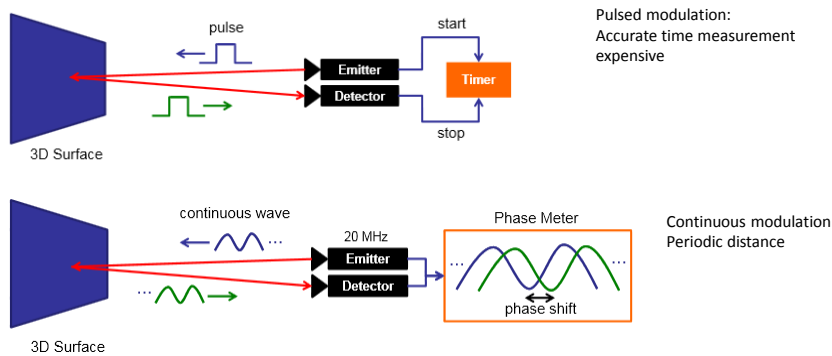 pulse
start
Emitter
Detector
Timer
stop
3D Surface
Pulsed modulation:
Accurate time measurement
expensive
continuous wave
...
...
20 MHz
Emitter
Detector
Phase Meter
...
...
phase shift
3D Surface
Continuous modulation
Periodic distance